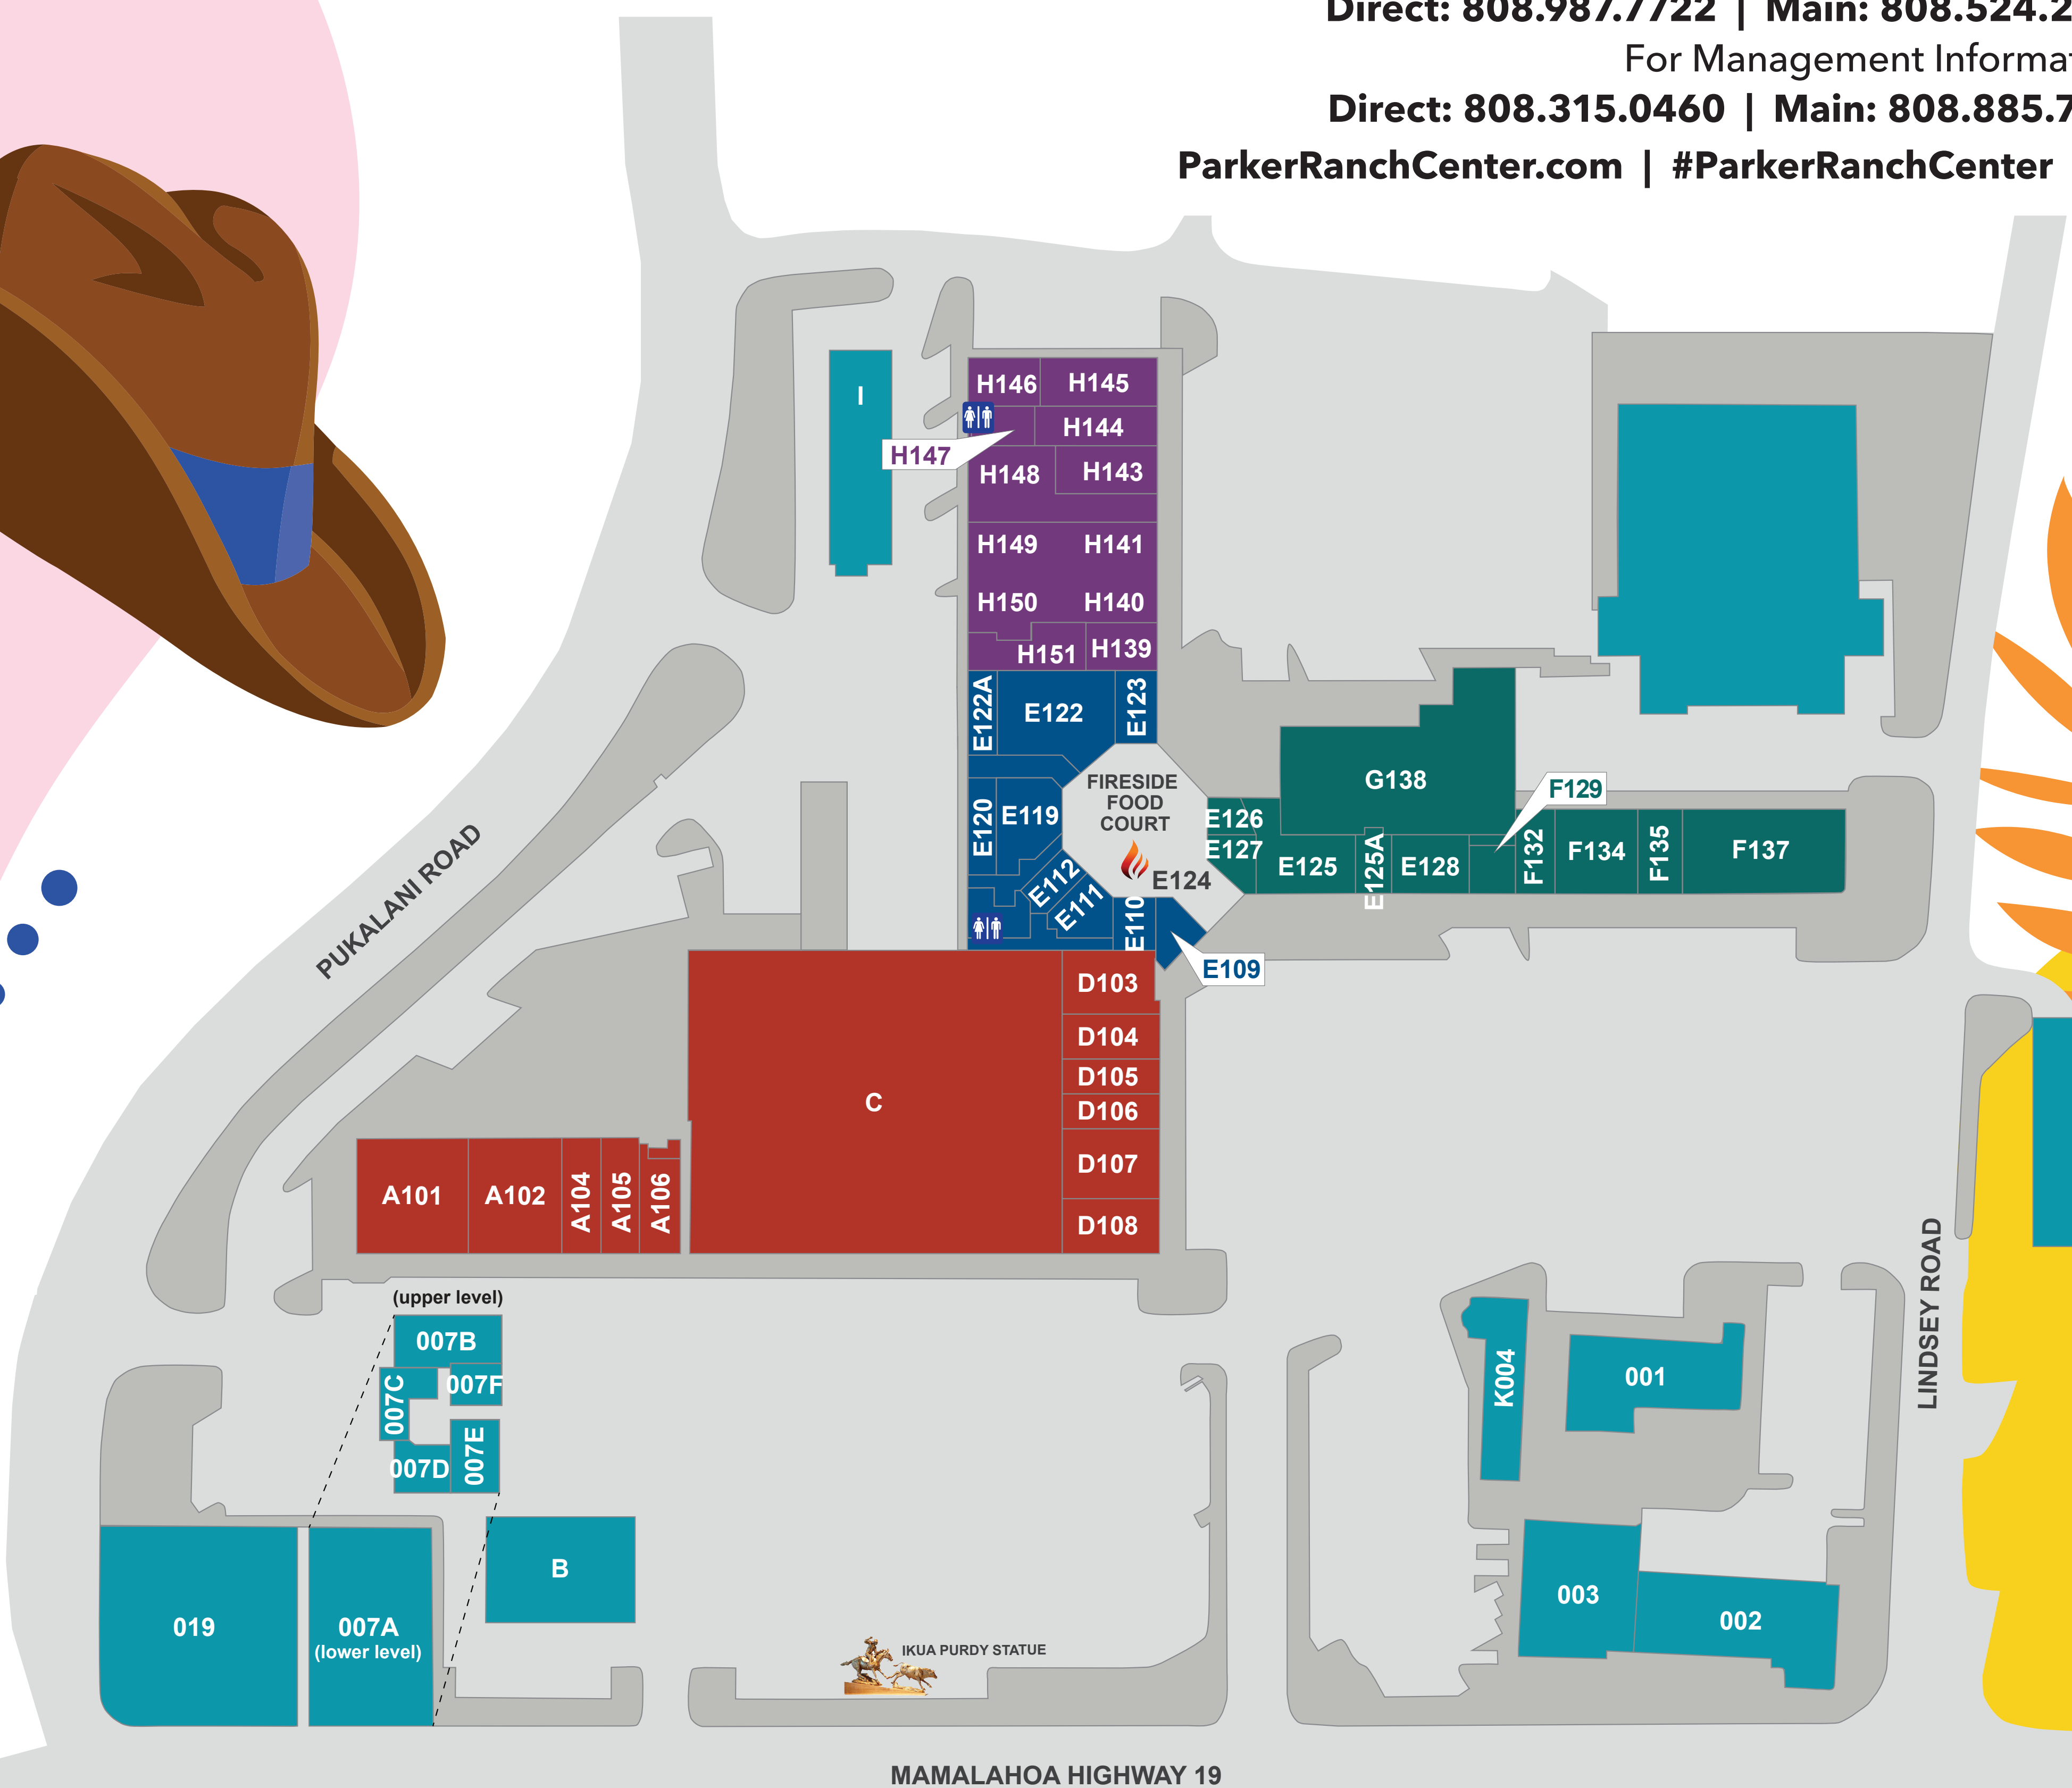 Direct: 808.987.7722 | Main: 808.524.2
For Management Informa
Direct: 808.315.0460 | Main: 808.885.7
ParkerRanchCenter.com | #ParkerRanchCenter
I
H146
H145
H144
H147
H148
H143
H149
H141
H150
H140
H151
H139
E122A
E122
E123
FIRESIDE
FOOD
COURT
E120
E119
E126
E127
E124
G138
F129
E125
E125A
E128
F132
F134
F135
F137
E112
E111
E110
E109
PUKALANI ROAD
C
D103
D104
D105
D106
D107
D108
A101
A102
A104
A105
A106
(upper level)
007B
007C
007F
007D
007E
019
007A
(lower level)
B
IKUA PURDY STATUE
K004
001
003
002
LINDSEY ROAD
MAMALAHOA HIGHWAY 19